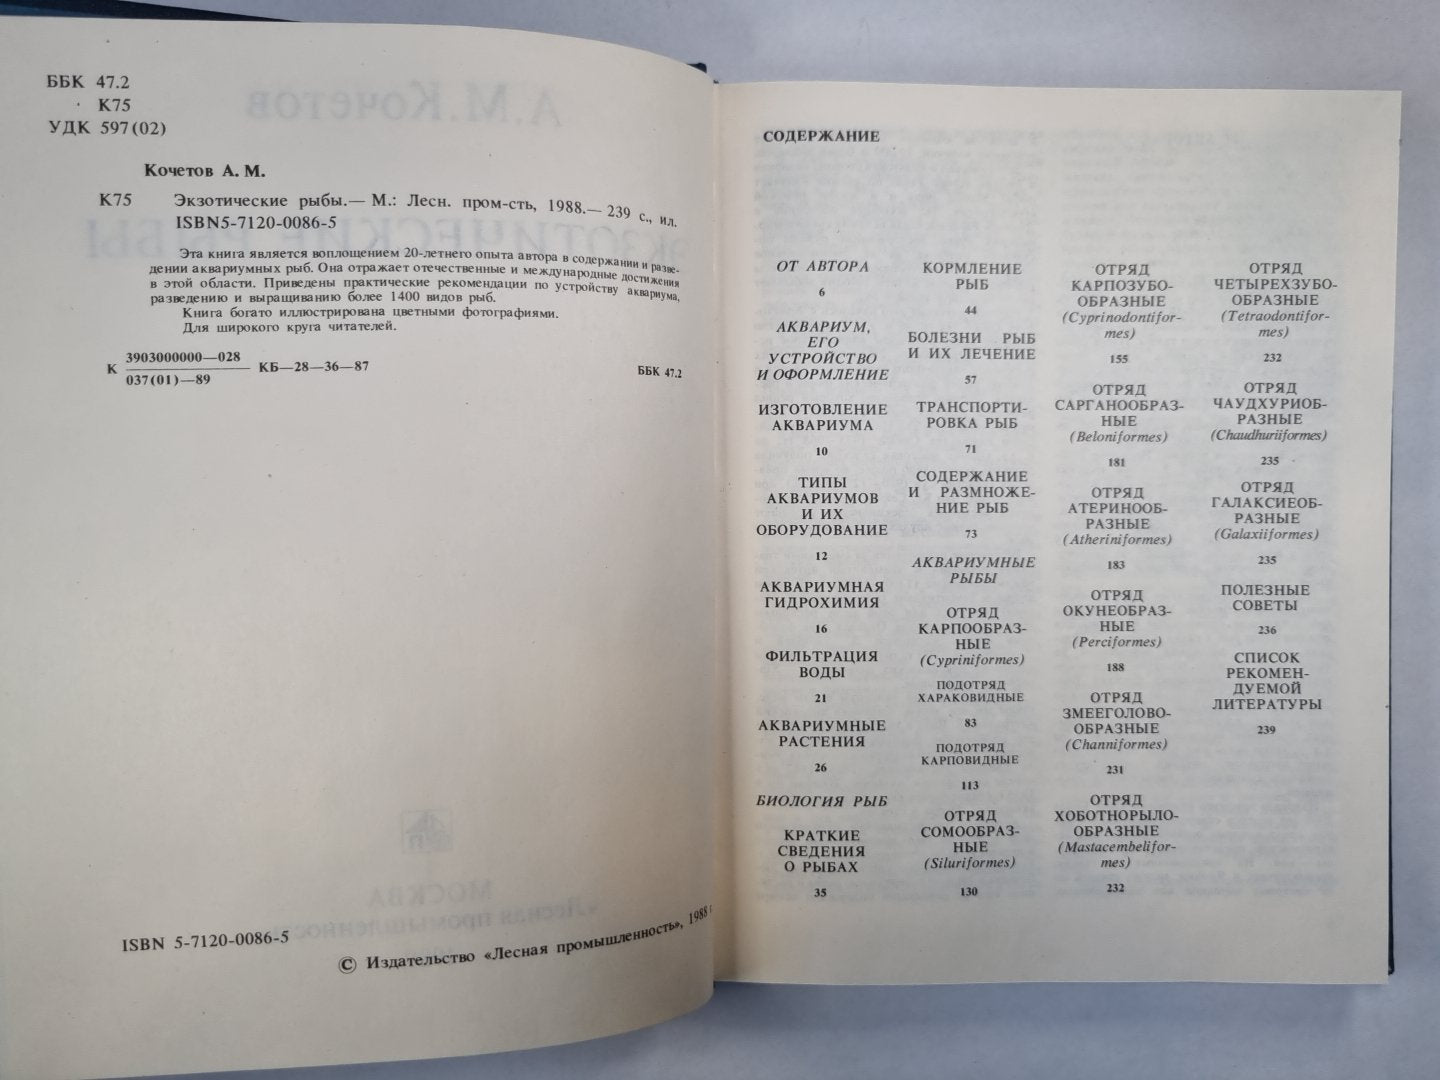 ББК 47.2
К75
УДК 597(02)
Кочетов А. М.
К75 Экзотические рыбы.— М.: Лесн. пром-сть, 1988.— 239 с., ил.
ISBN5-7120-0086-5
Эта книга является воплощением 20-летнего опыта автора в содержании и разве-
дении аквариумных рыб. Она отражает отечественные и международные достижения
в этой области. Приведены практические рекомендации по устройству аквариума,
разведению и выращиванию более 1400 видов рыб.
Книга богато иллюстрирована цветными фотографиями.
Для широкого круга читателей.
К 3903000000—028 КБ—28—36—87
037(01)—89
ББК 47.2
ISBN 5-7120-0086-5
© Издательство «Лесная промышленность», 1988 г
СОДЕРЖАНИЕ
ОТ АВТОРА
6
АКВАРИУМ,
ЕГО
УСТРОЙСТВО
И ОФОРМЛЕНИЕ
ИЗГОТОВЛЕНИЕ
АКВАРИУМА
10
ТИПЫ
АКВАРИУМОВ
И ИХ
ОБОРУДОВАНИЕ
12
АКВАРИУМНАЯ
ГИДРОХИМИЯ
16
ФИЛЬТРАЦИЯ
ВОДЫ
21
АКВАРИУМНЫЕ
РАСТЕНИЯ
26
БИОЛОГИЯ РЫБ
КРАТКИЕ
СВЕДЕНИЯ
О РЫБАХ
35
КОРМЛЕНИЕ
РЫБ
44
БОЛЕЗНИ РЫБ
И ИХ ЛЕЧЕНИЕ
57
ТРАНСПОРТИ-
РОВКА РЫБ
71
СОДЕРЖАНИЕ
И РАЗМНОЖЕ-
НИЕ РЫБ
73
АКВАРИУМНЫЕ
РЫБЫ
ОТРЯД
КАРПООБРАЗ-
НЫЕ
(Cypriniformes)
ПОДОТРЯД
ХАРАКОВИДНЫЕ
83
ПОДОТРЯД
КАРПОВИДНЫЕ
113
ОТРЯД
СОМООБРАЗ-
НЫЕ
(Siluriformes)
130
ОТРЯД
КАРПОЗУБО-
ОБРАЗНЫЕ
(Cyprinodontifor-
mes)
155
ОТРЯД
САРГАНООБРАЗ-
НЫЕ
(Beloniformes)
181
ОТРЯД
АТЕРИНООБ-
РАЗНЫЕ
(Atheriniformes)
183
ОТРЯД
ОКУНЕОБРАЗ-
НЫЕ
(Perciformes)
188
ОТРЯД
ЗМЕЕГОЛОВО-
ОБРАЗНЫЕ
(Channiformes)
231
ОТРЯД
ХОБОТНОРЫЛО-
ОБРАЗНЫЕ
(Mastacembelifor-
mes)
232
ОТРЯД
ЧЕТЫРЕХЗУБО-
ОБРАЗНЫЕ
(Tetraodontifor-
mes)
232
ОТРЯД
ЧАУДХУРИОБ-
РАЗНЫЕ
(Chaudhuriiformes)
235
ОТРЯД
ГАЛАКСИЕОБ-
РАЗНЫЕ
(Galaxiiformes)
235
ПОЛЕЗНЫЕ
СОВЕТЫ
236
СПИСОК
РЕКОМЕН-
ДУЕМОЙ
ЛИТЕРАТУРЫ
239